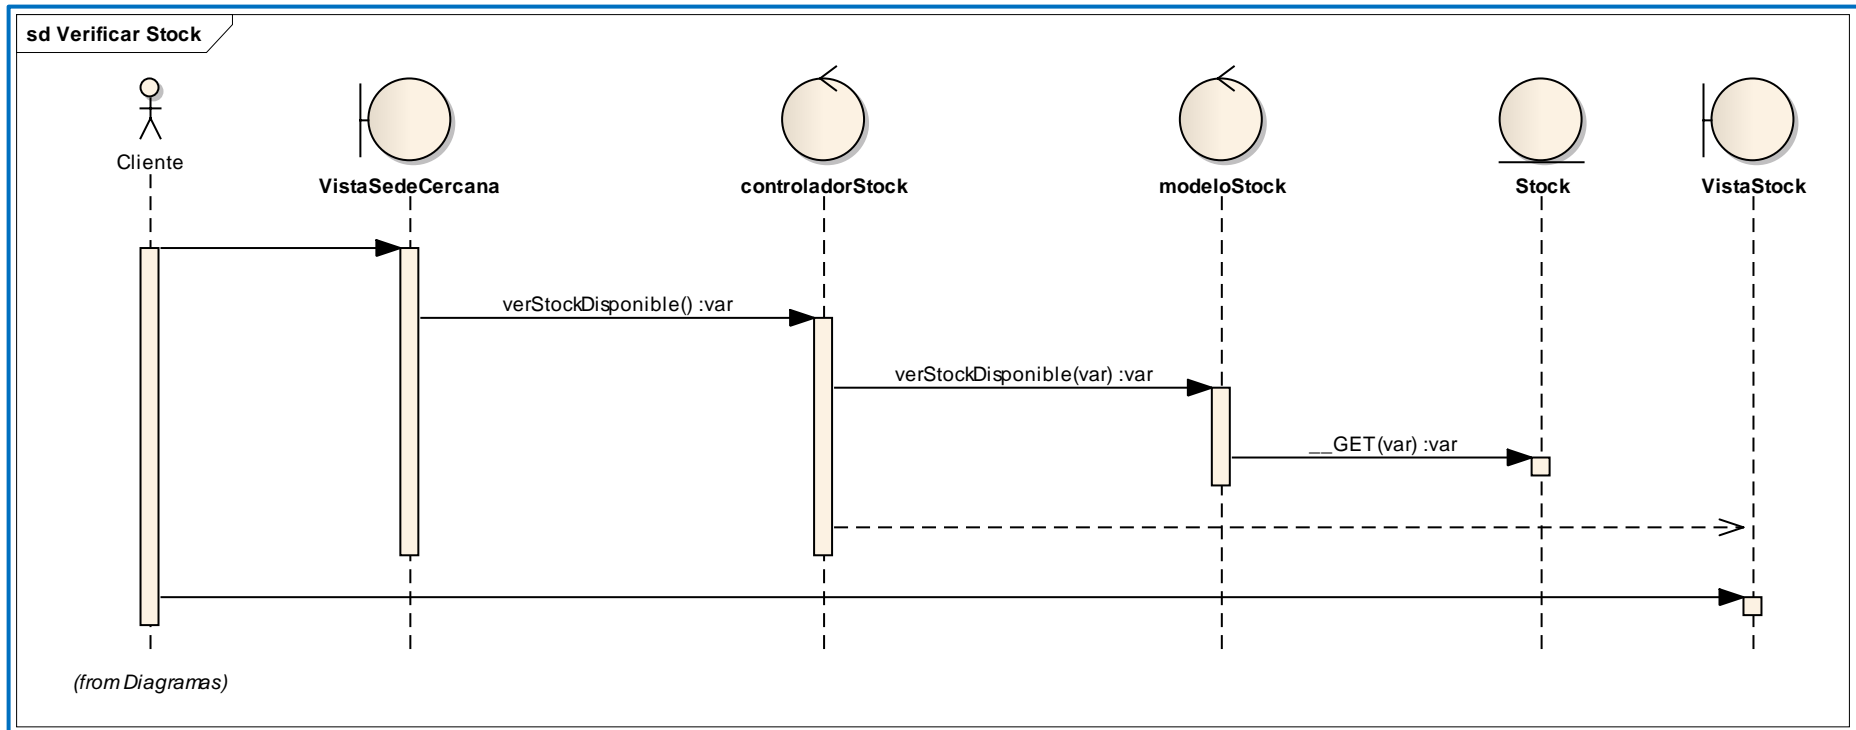 sd Verificar Stock
Cliente
VistaSedeCercana
controladorStock
modeloStock
Stock
VistaStock
verStockDisponible() :var
verStockDisponible(var) :var
__GET(var) :var
(from Diagramas)